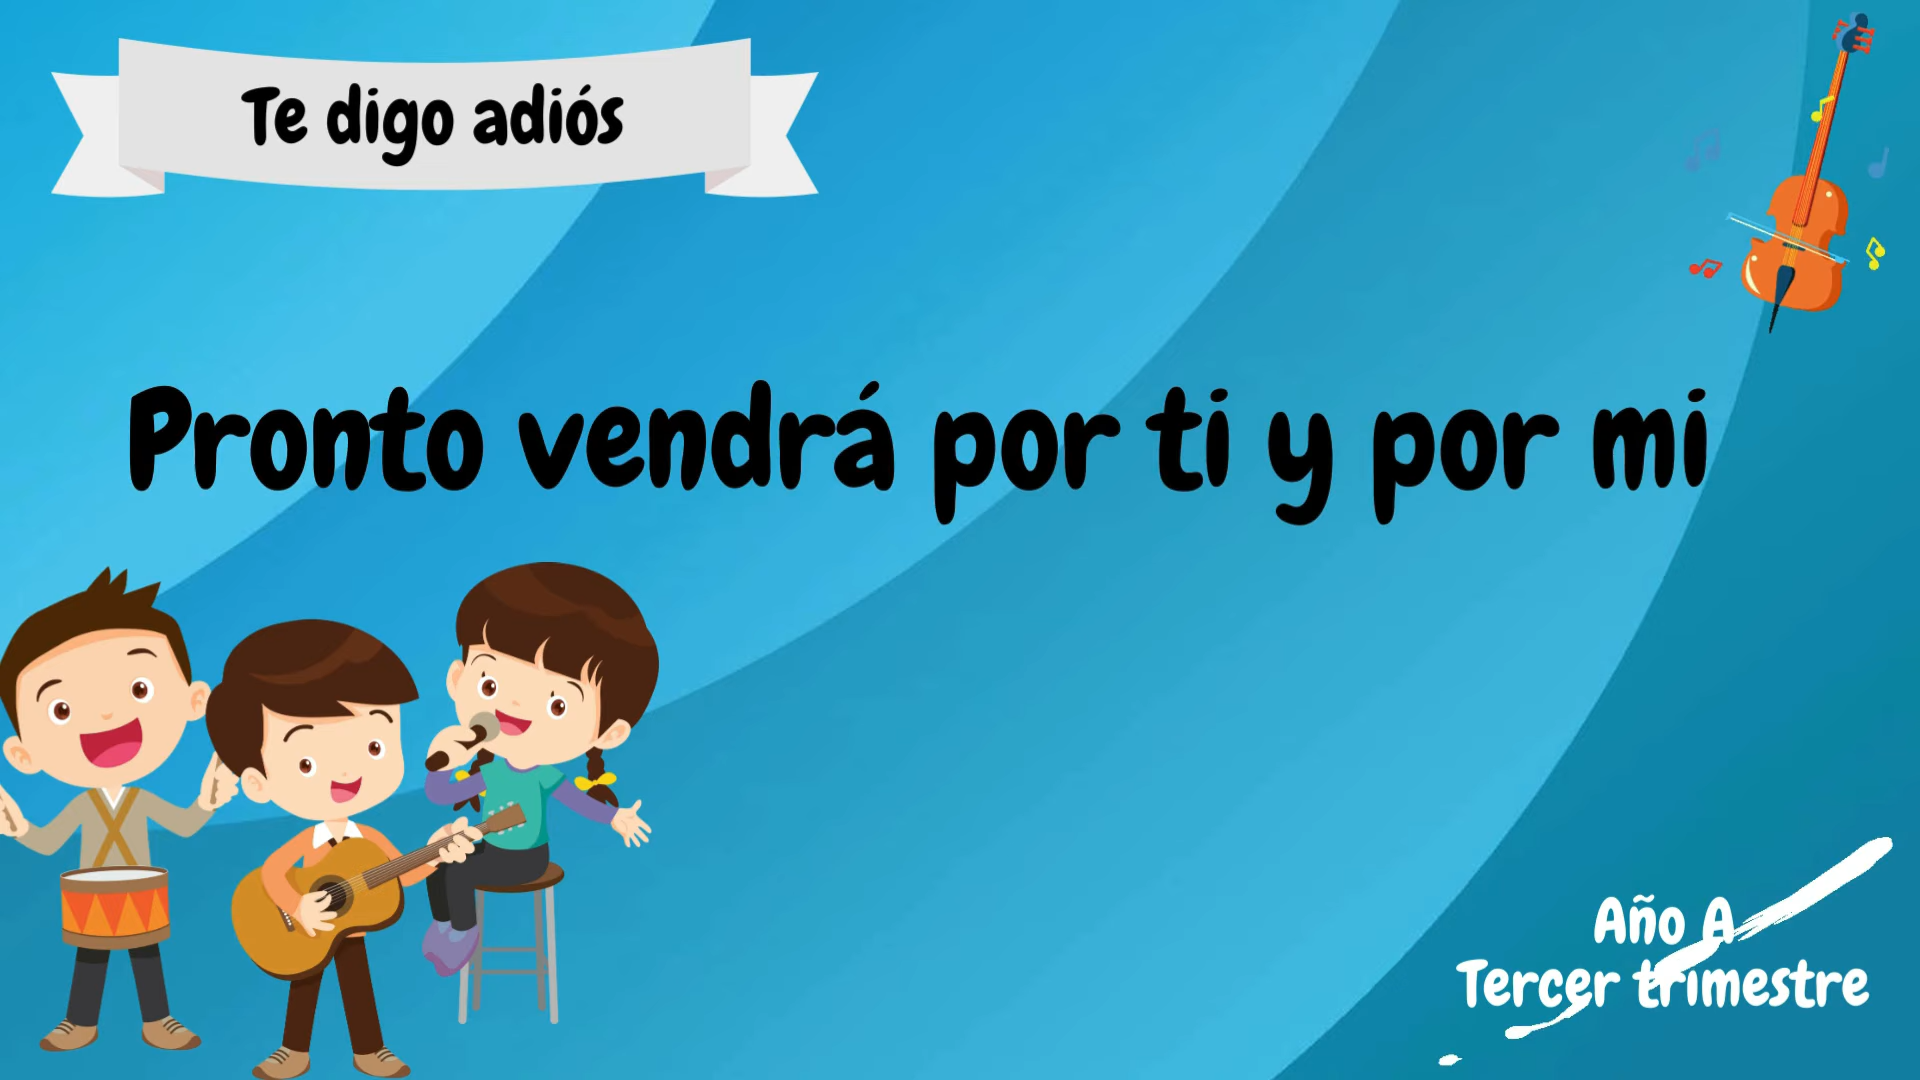 Te digo adiós
Pronto vendrá por ti y por mi
Año A
Tercer trimestre